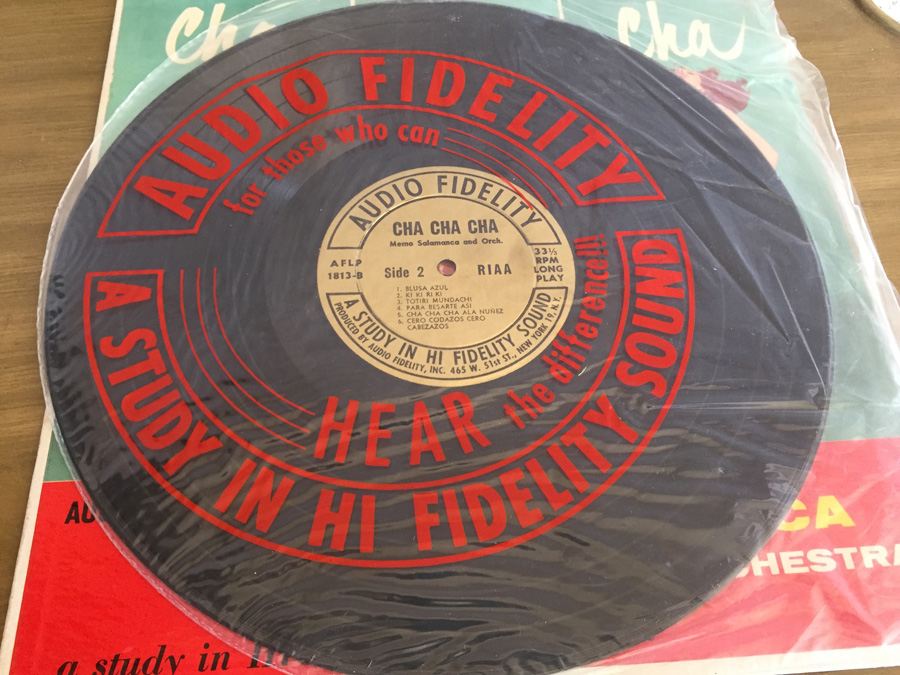 Cha
cha
AUDIO FIDELITY
for those who can
HEAR
the difference!!!
A STUDY IN HI FIDELITY SOUND
AUDIO FIDELITY
CHA CHA CHA
Memo Salamanca and Orch.
AFLP
1813-B
Side 2
RIAA
33⅓
RPM
LONG
PLAY
1. BLUSA AZUL
2. KI KI RI KI
3. TOTIRI MUNDACHI
4. PARA BESARTE ASI
5. CHA CHA CHA ALA NUÑEZ
6. CERO CODAZOS CERO
CABEZAZOS
A STUDY IN HI FIDELITY SOUND
PRODUCED BY AUDIO FIDELITY, INC. 465 W. 51st ST., NEW YORK 19, N.Y.
AU
CA
HESTRA
a study in